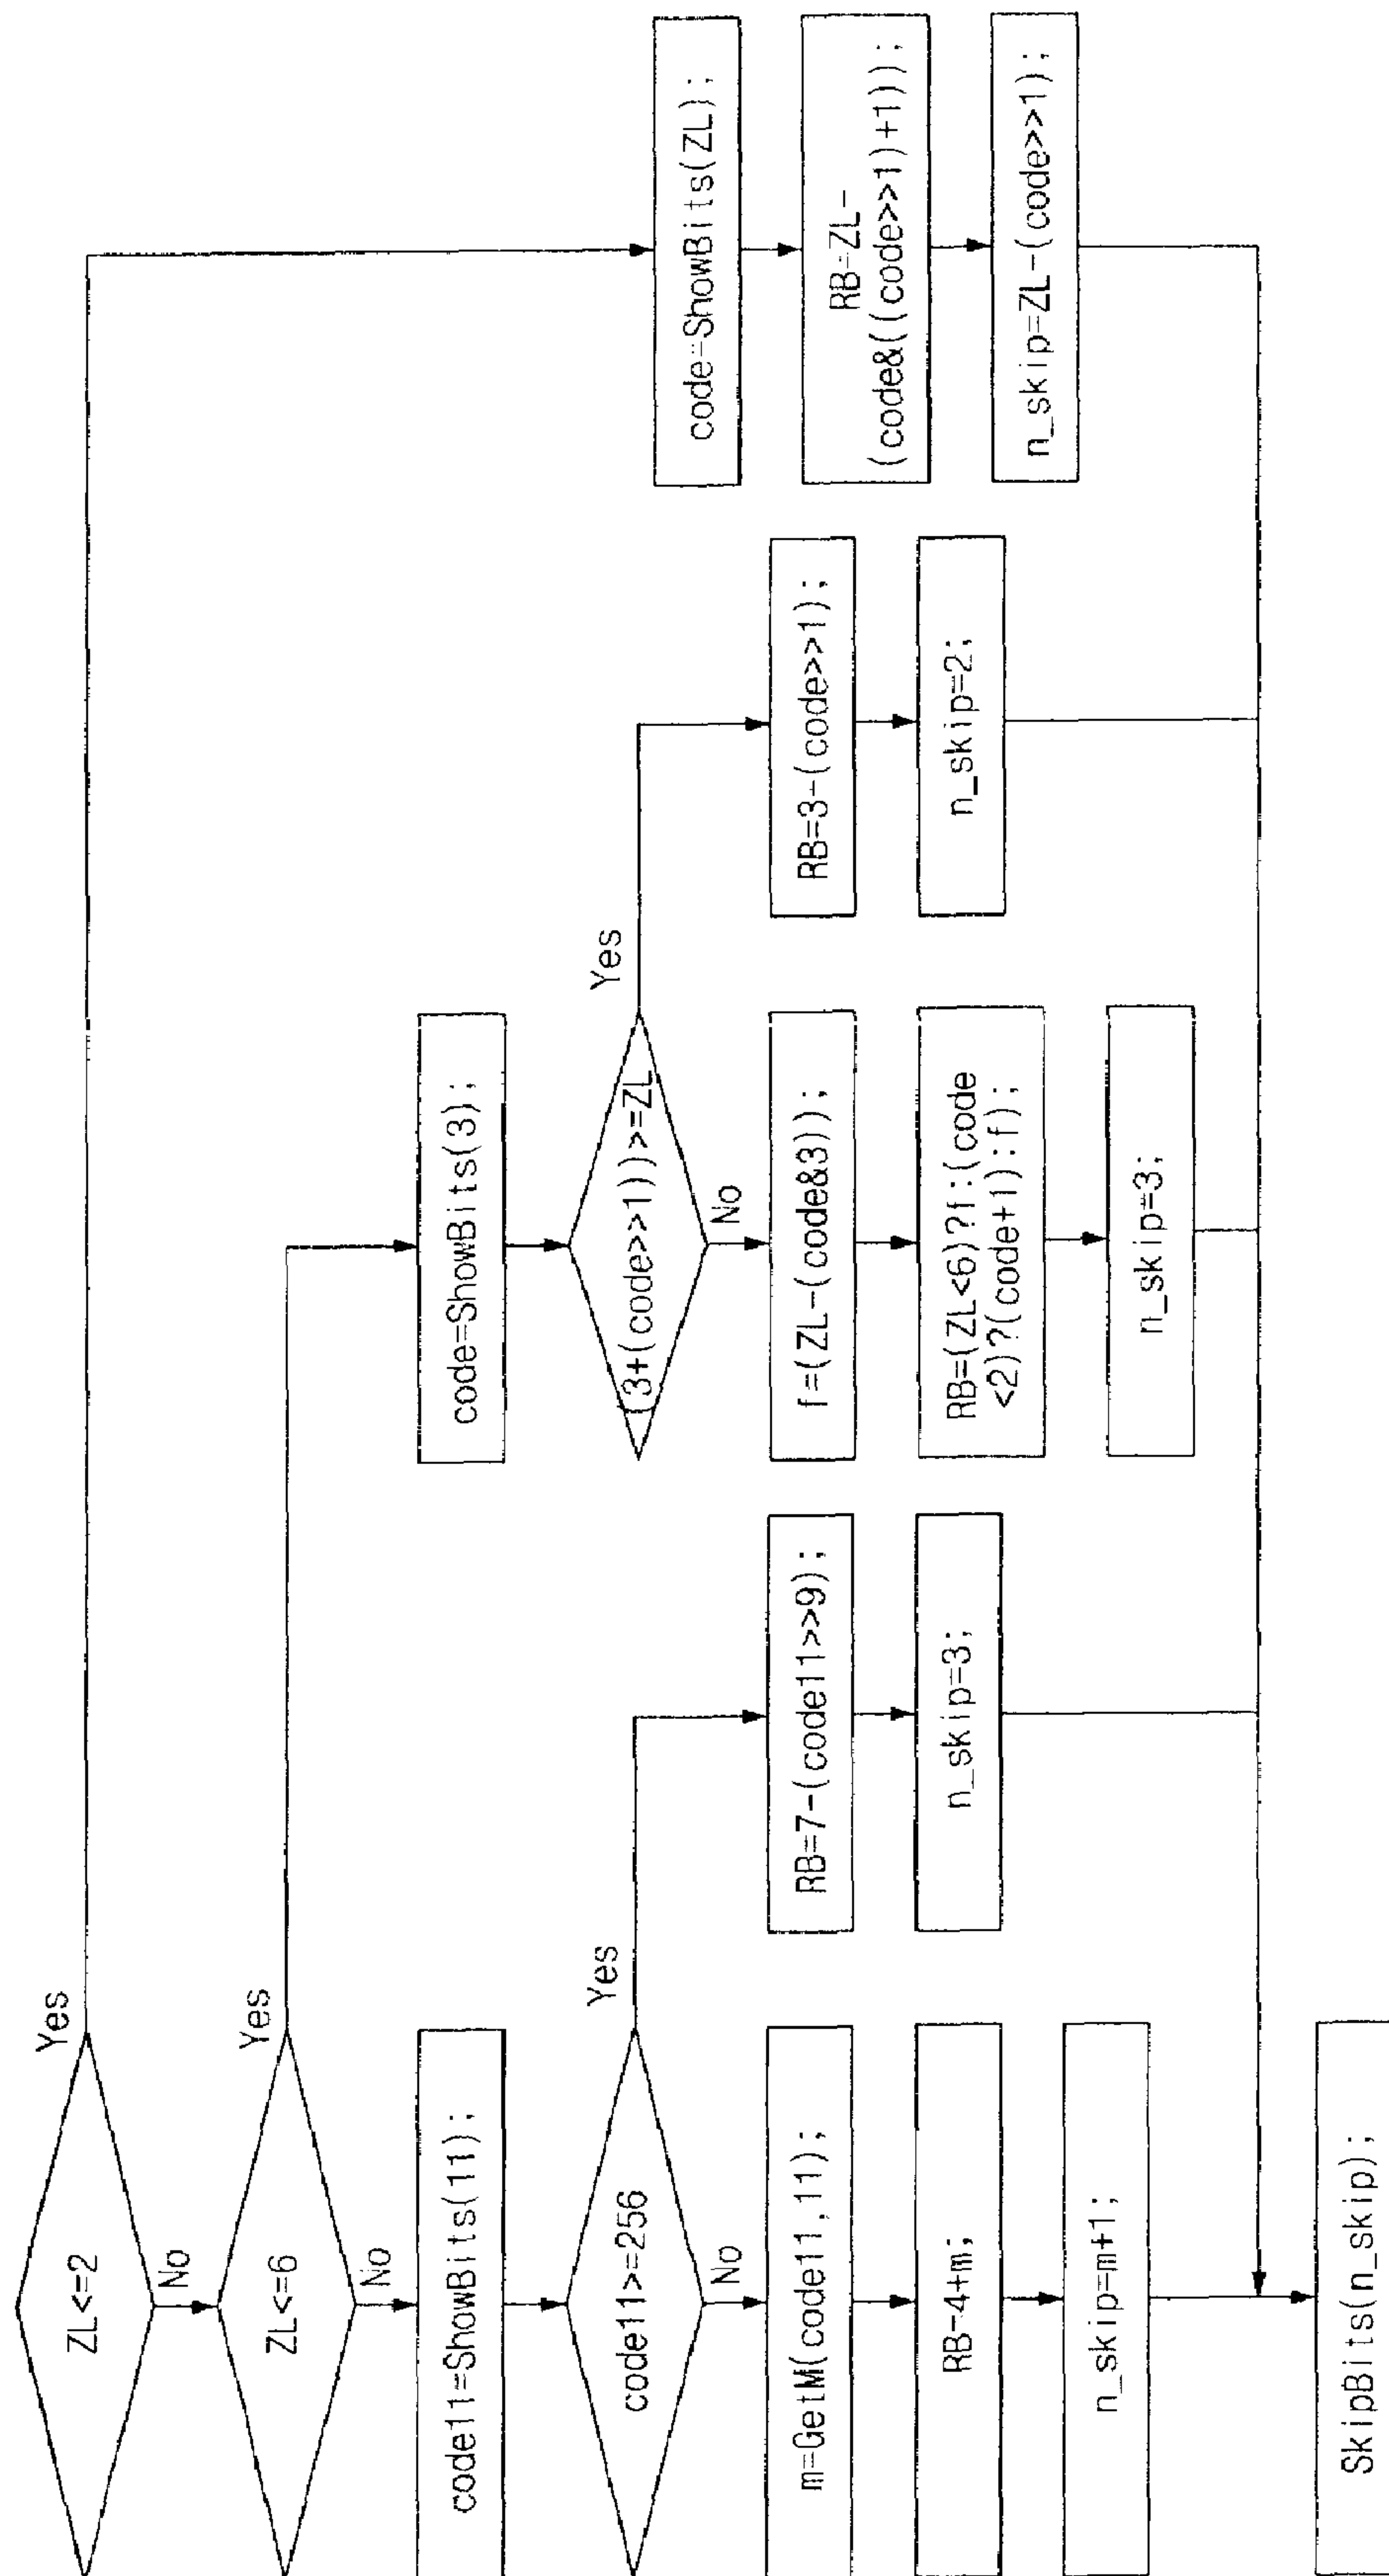 ZL<=2
Yes
No
ZL<=6
Yes
No
code11=ShowBits(11);
code11>=256
Yes
No
m=GetM(code11,11);
RB-4+m;
n_skip=m+1;
RB=7-(code11>>9);
n_skip=3;
code=ShowBits(3);
(3+(code>>1))>=ZL
Yes
No
f=(ZL-(code&3));
RB=(ZL<6)?f:(code
<2)?(code+1):f);
n_skip=3;
RB=3-(code>>1);
n_skip=2;
code=ShowBits(ZL);
RB=ZL-
(code&((code>>1)+1));
n_skip=ZL-(code>>1);
SkipBits(n_skip);